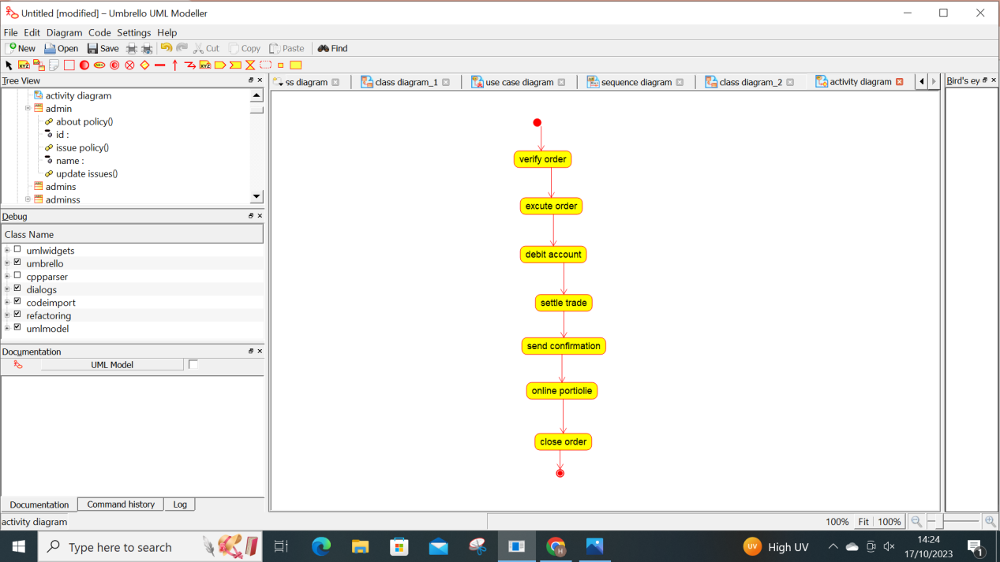 Untitled [modified] – Umbrello UML Modeller
File Edit Diagram Code Settings Help
New Open Save Cut Copy Paste Find
Tree View
ss diagram class diagram_1 use case diagram sequence diagram class diagram_2 activity diagram
Bird's ey
activity diagram
admin
about policy()
id :
issue policy()
name :
update issues()
admins
adminss
Debug
Class Name
umlwidgets
umbrello
cppparser
dialogs
codeimport
refactoring
umlmodel
Documentation
UML Model
verify order
excute order
debit account
settle trade
send confirmation
online portiolie
close order
Documentation Command history Log
activity diagram
100% Fit 100%
Type here to search
UV High UV
14:24
17/10/2023
1